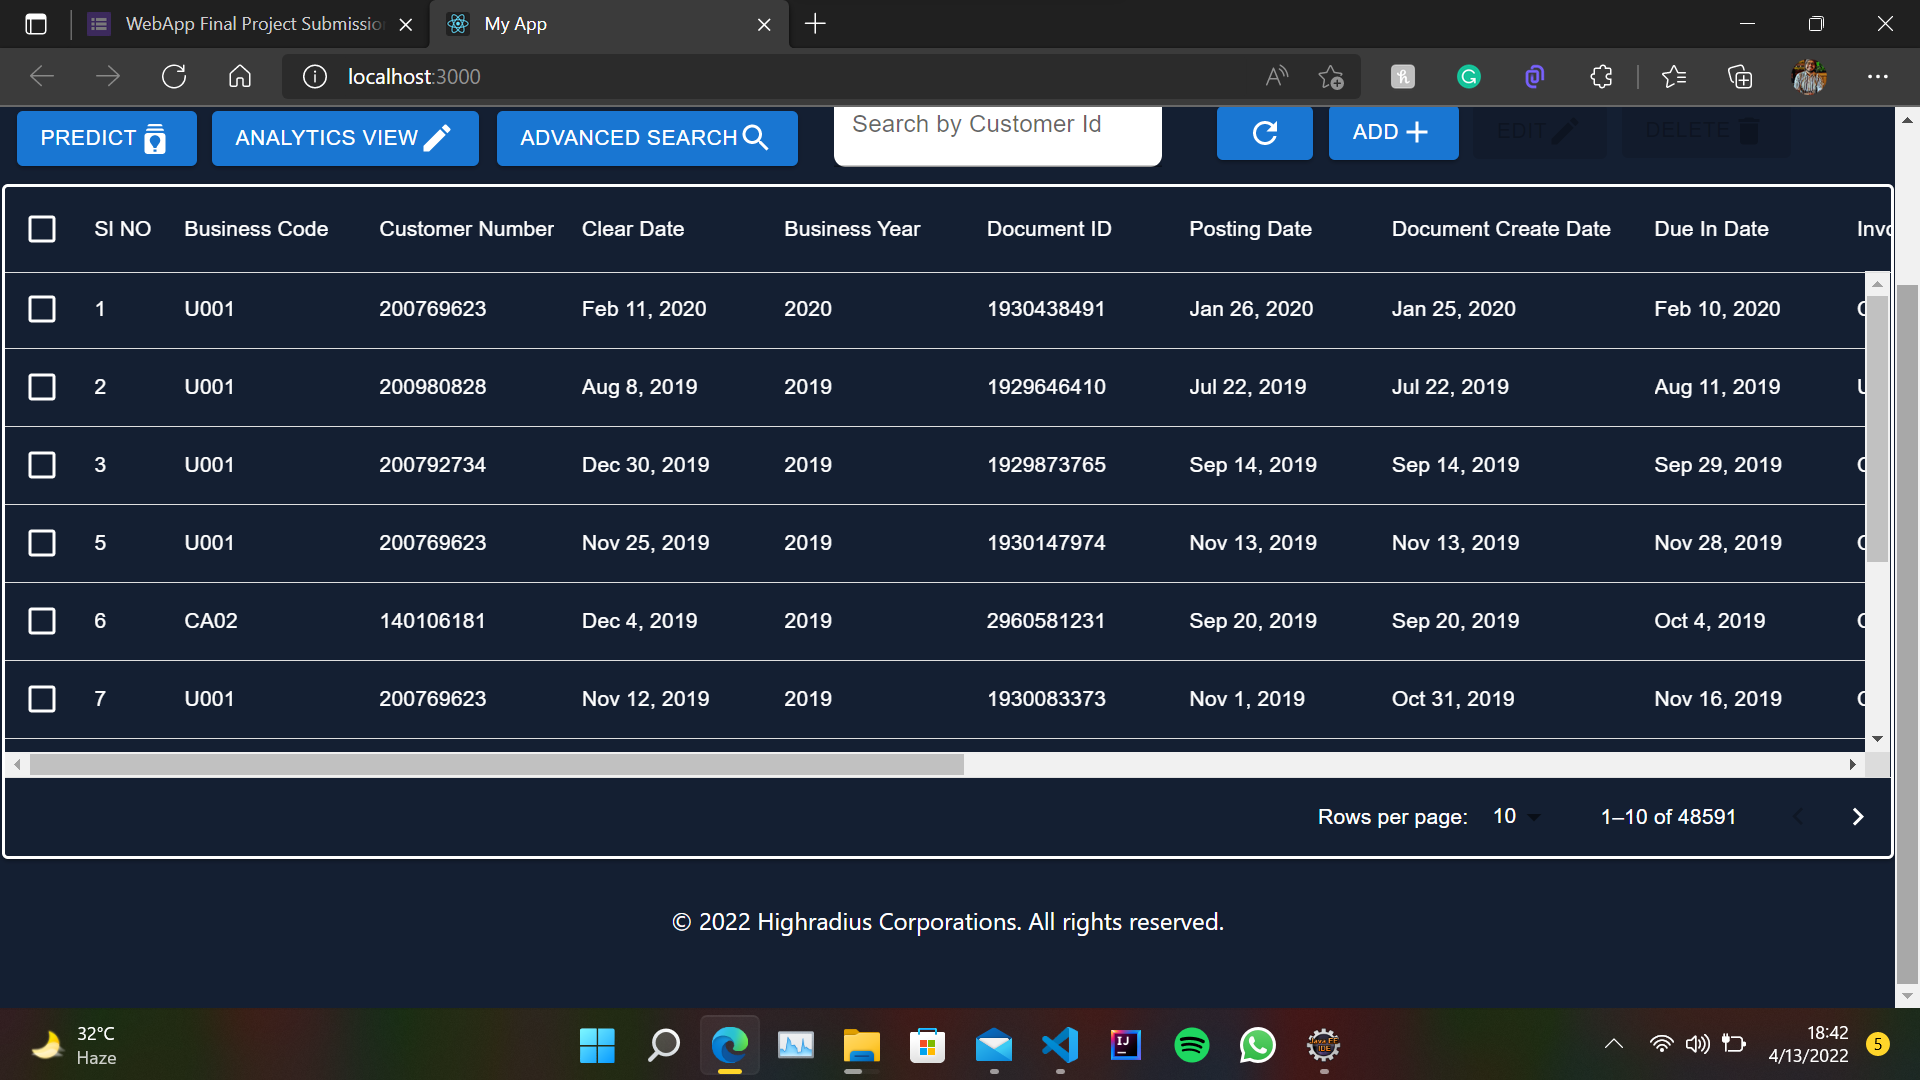 WebApp Final Project Submissio
My App
localhost:3000
PREDICT
ANALYTICS VIEW
ADVANCED SEARCH
Search by Customer Id
ADD
EDIT
DELETE
Sl NO Business Code Customer Number Clear Date Business Year Document ID Posting Date Document Create Date Due In Date Invo
1 U001 200769623 Feb 11, 2020 2020 1930438491 Jan 26, 2020 Jan 25, 2020 Feb 10, 2020
2 U001 200980828 Aug 8, 2019 2019 1929646410 Jul 22, 2019 Jul 22, 2019 Aug 11, 2019
3 U001 200792734 Dec 30, 2019 2019 1929873765 Sep 14, 2019 Sep 14, 2019 Sep 29, 2019
5 U001 200769623 Nov 25, 2019 2019 1930147974 Nov 13, 2019 Nov 13, 2019 Nov 28, 2019
6 CA02 140106181 Dec 4, 2019 2019 2960581231 Sep 20, 2019 Sep 20, 2019 Oct 4, 2019
7 U001 200769623 Nov 12, 2019 2019 1930083373 Nov 1, 2019 Oct 31, 2019 Nov 16, 2019
Rows per page: 10 1–10 of 48591
© 2022 Highradius Corporations. All rights reserved.
32°C
Haze
18:42
4/13/2022
5